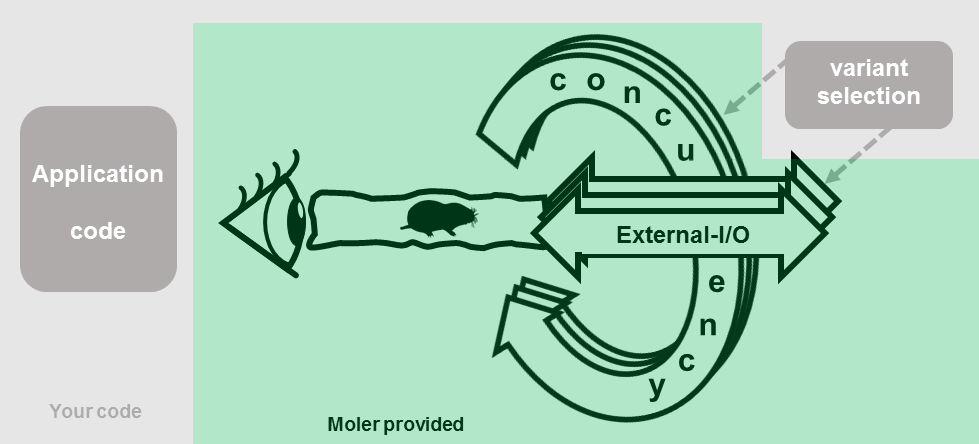 Application
code
Your code
c o n c u
e n c y
External-I/O
variant
selection
Moler provided